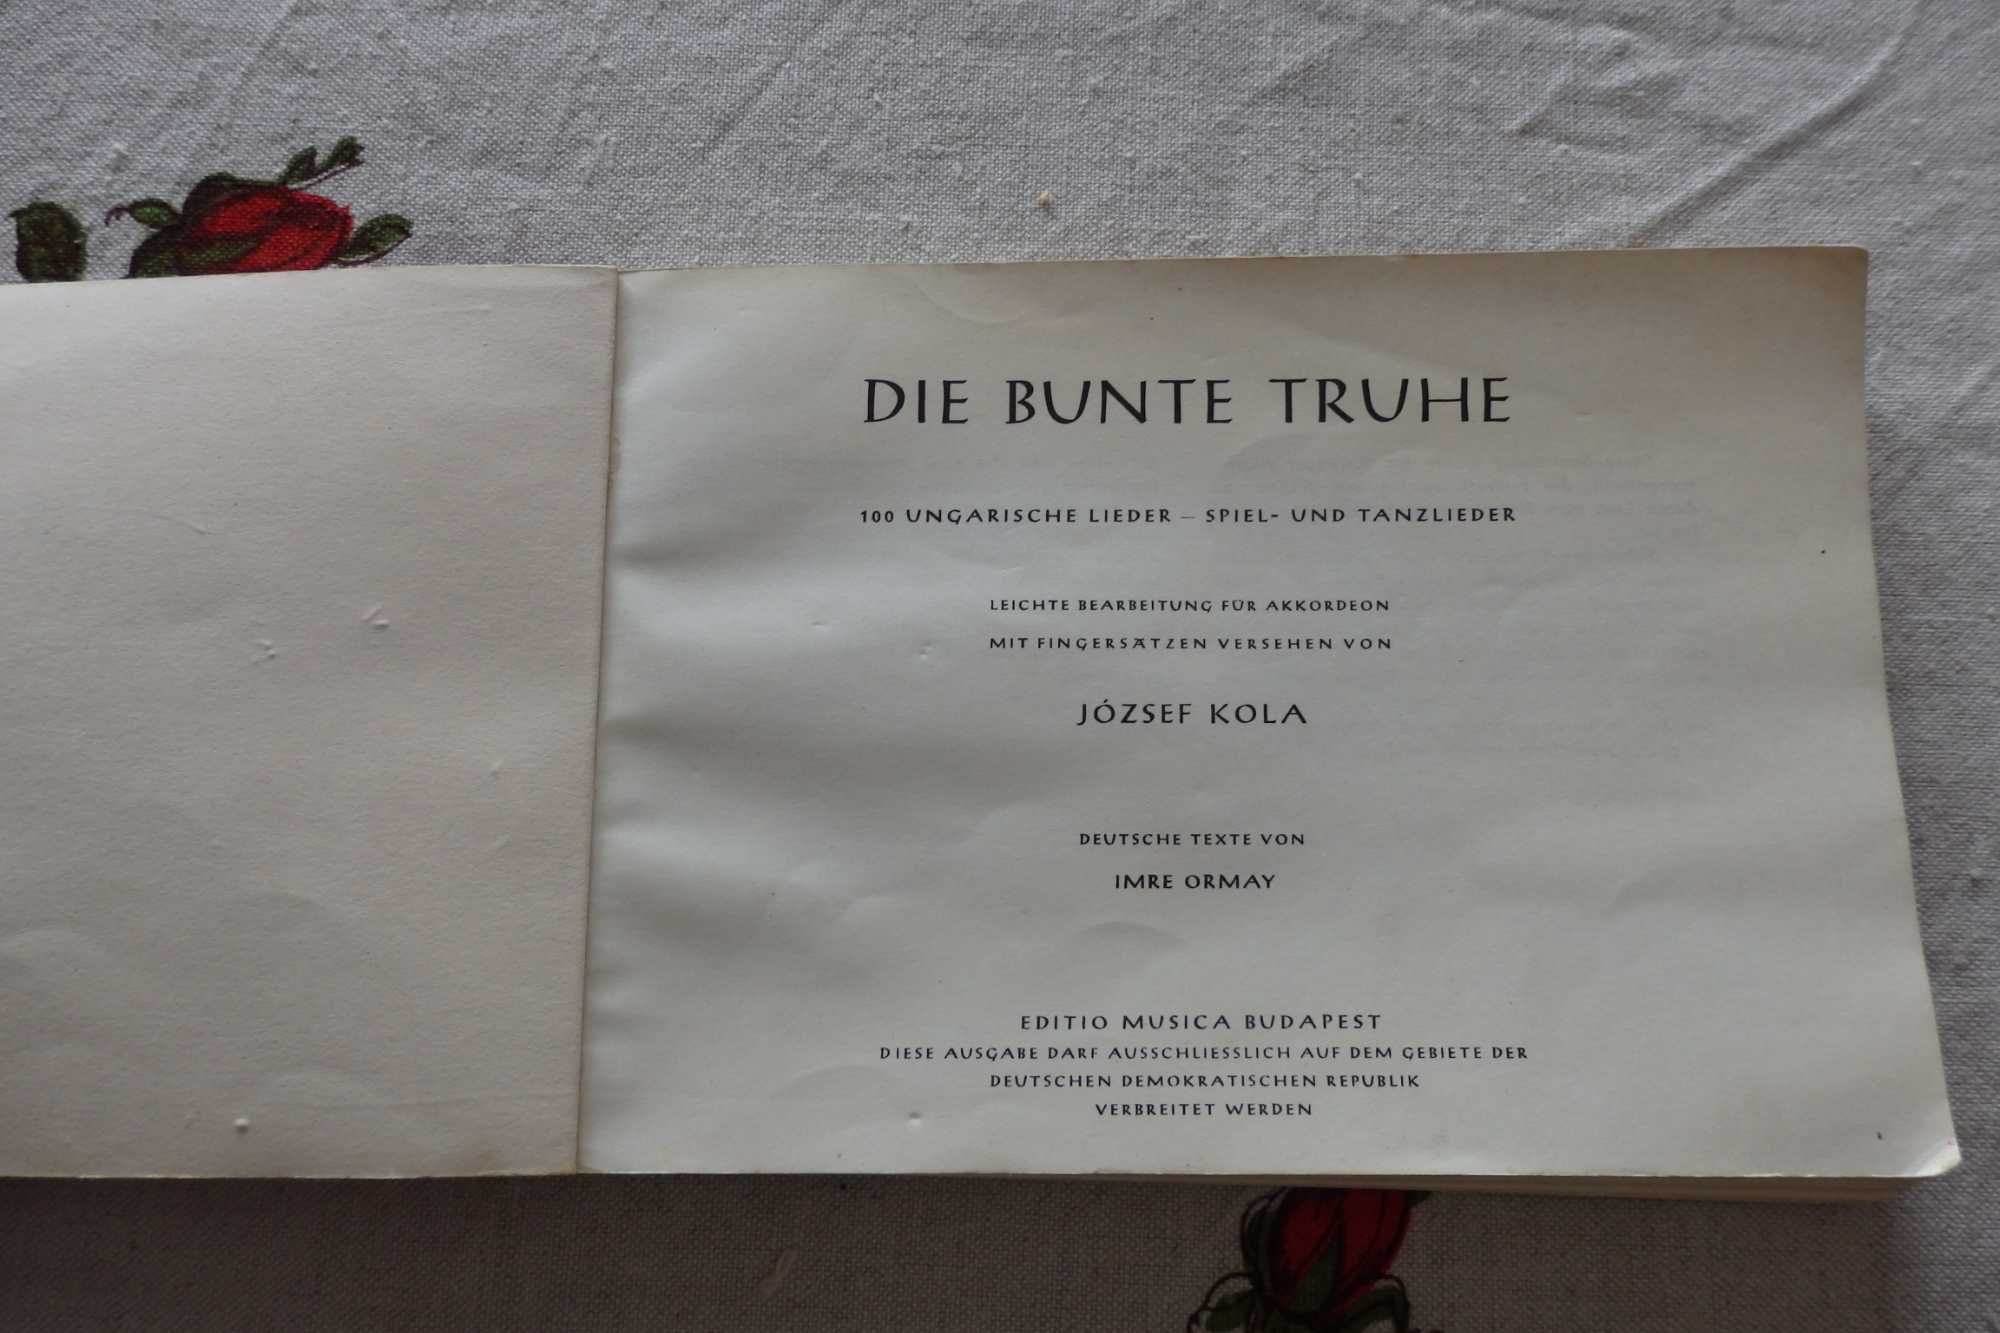 DIE BUNTE TRUHE
100 UNGARISCHE LIEDER – SPIEL- UND TANZLIEDER
LEICHTE BEARBEITUNG FÜR AKKORDEON
MIT FINGERSÄTZEN VERSEHEN VON
JÓZSEF KOLA
DEUTSCHE TEXTE VON
IMRE ORMAY
EDITIO MUSICA BUDAPEST
DIESE AUSGABE DARF AUSSCHLIESSLICH AUF DEM GEBIETE DER
DEUTSCHEN DEMOKRATISCHEN REPUBLIK
VERBREITET WERDEN